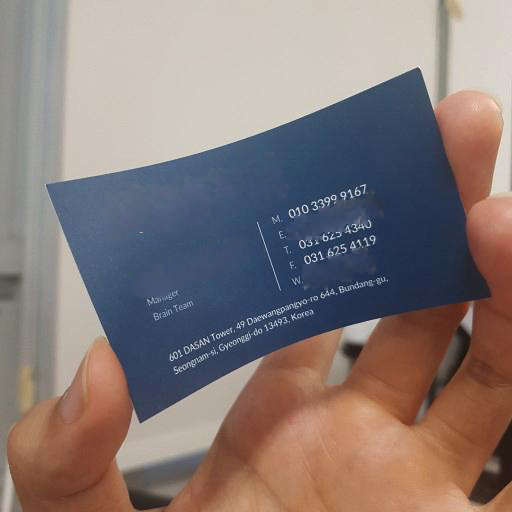 M. 010 3399 9167
E.
T. 031 625 4340
F. 031 625 4119
W.
Manager
Brain Team
601 DASAN Tower, 49 Daewangpangyo-ro 644, Bundang-gu,
Seongnam-si, Gyeonggi-do 13493, Korea